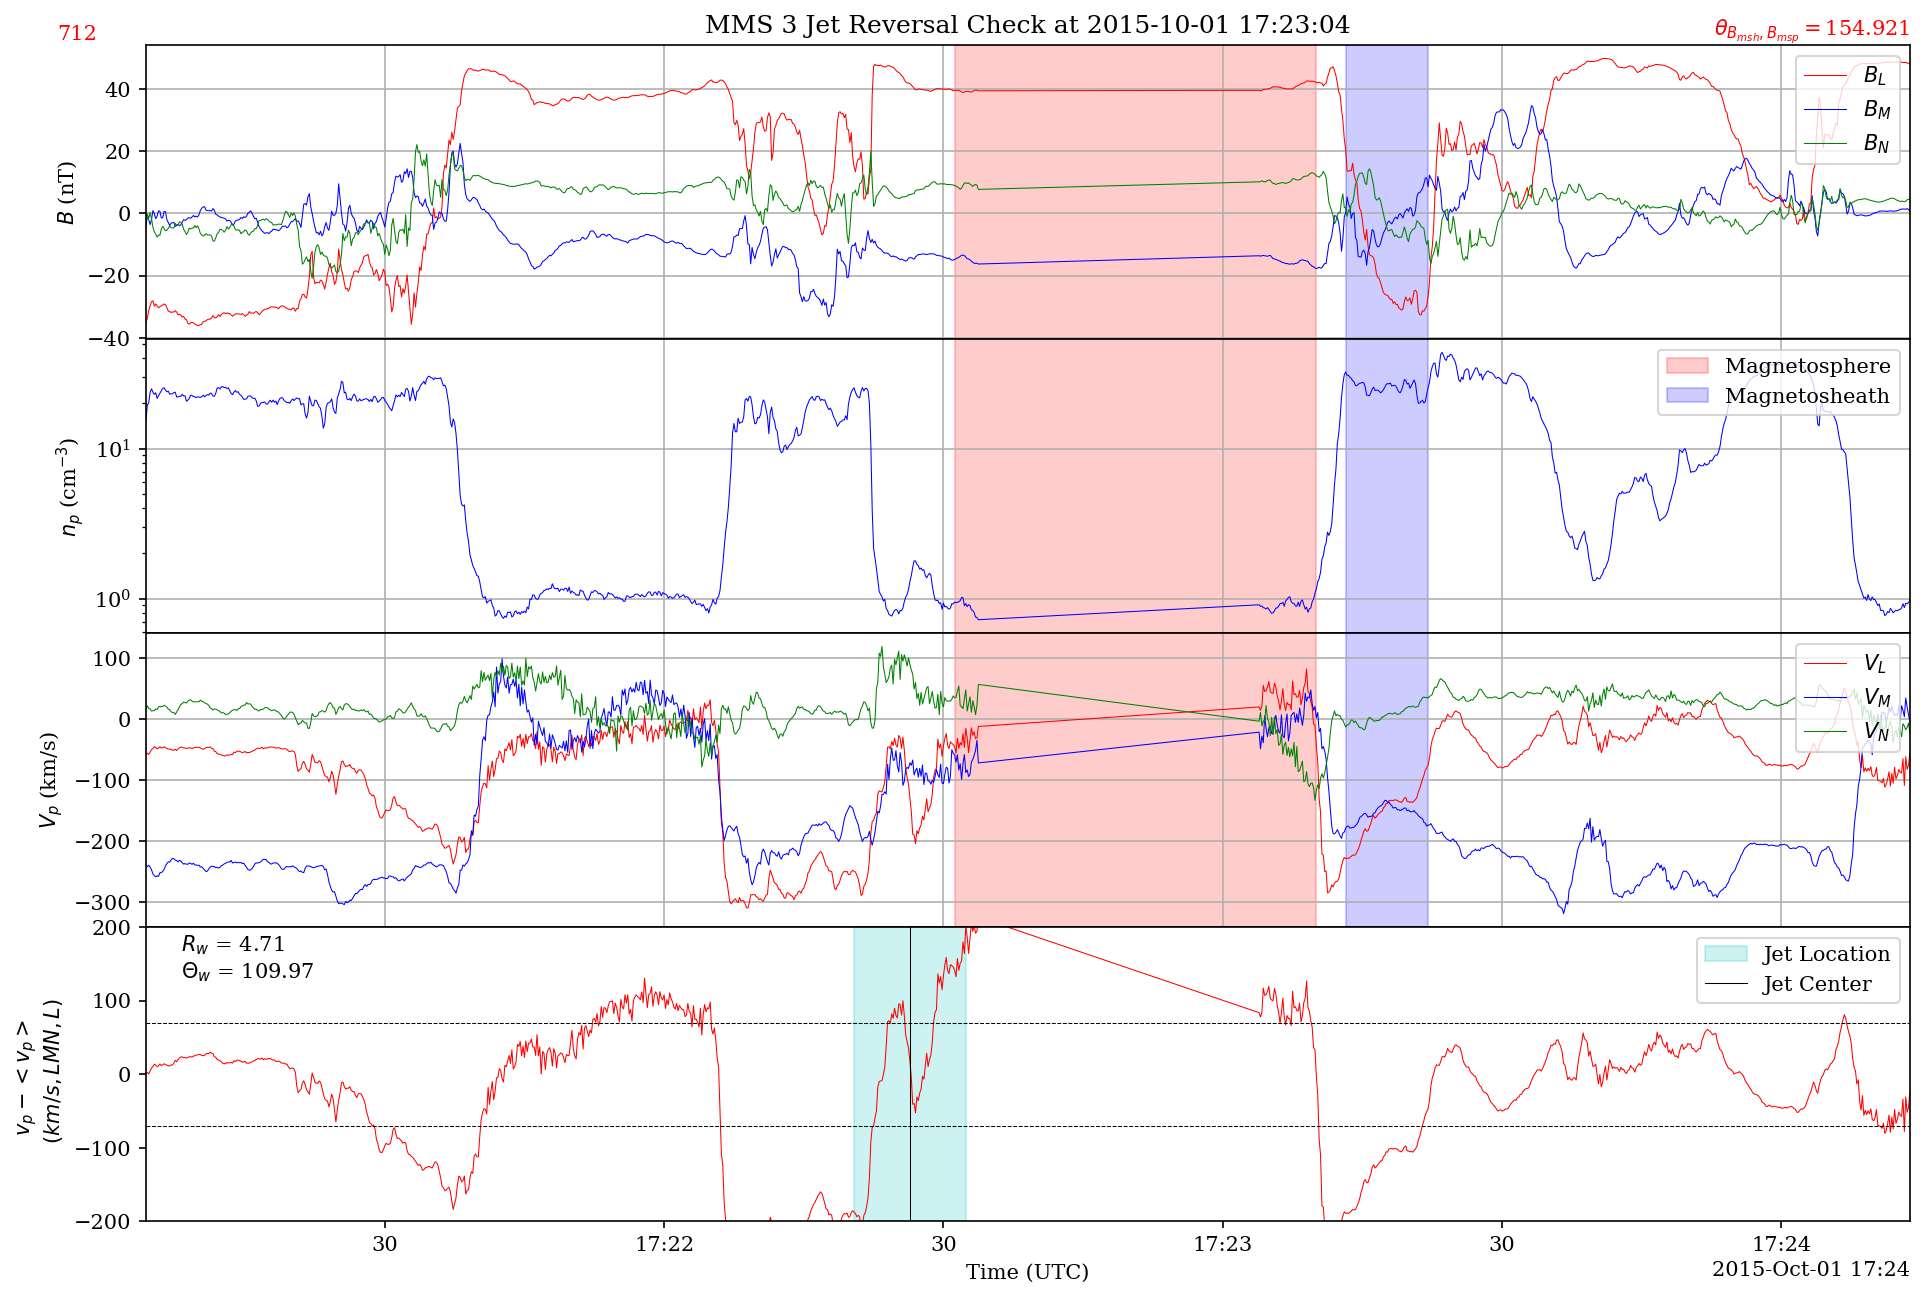 712
MMS 3 Jet Reversal Check at 2015-10-01 17:23:04
θ_{B_{msh}, B_{msp}} = 154.921
B (nT)
40
20
0
−20
−40
B_L
B_M
B_N
n_p (cm^{−3})
10^1
10^0
Magnetosphere
Magnetosheath
V_p (km/s)
100
0
−100
−200
−300
V_L
V_M
V_N
v_p − < v_p >
(km/s, LMN, L)
200
100
0
−100
−200
R_w = 4.71
Θ_w = 109.97
Jet Location
Jet Center
30 17:22 30 17:23 30 17:24
Time (UTC)
2015-Oct-01 17:24